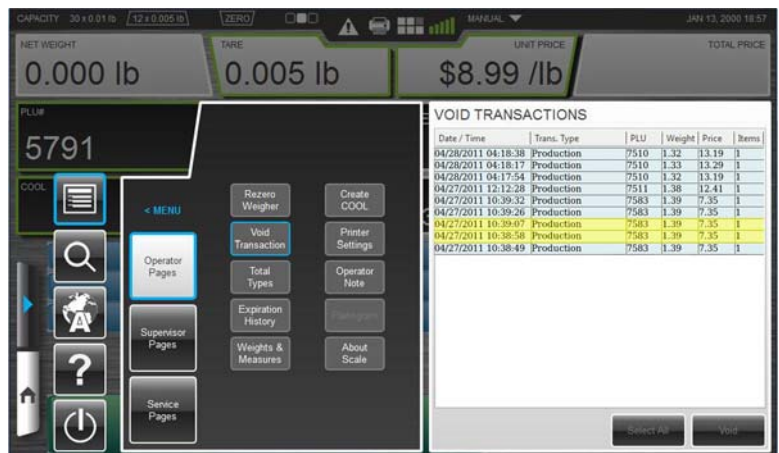 CAPACITY 30 x 0.01 lb 12 x 0.005 lb ZERO MANUAL JAN 13, 2000 18:57
NET WEIGHT TARE UNIT PRICE TOTAL PRICE
0.000 lb 0.005 lb $8.99 /lb
PLU#
5791
COOL
< MENU
Operator
Pages
Supervisor
Pages
Service
Pages
Rezero
Weigher
Create
COOL
Void
Transaction
Printer
Settings
Total
Types
Operator
Note
Expiration
History
Planogram
Weights &
Measures
About
Scale
?
VOID TRANSACTIONS
Date / Time Trans. Type PLU Weight Price Items
04/28/2011 04:18:38 Production 7510 1.32 13.19 1
04/28/2011 04:18:17 Production 7510 1.33 13.29 1
04/28/2011 04:17:54 Production 7510 1.32 13.19 1
04/27/2011 12:12:28 Production 7511 1.38 12.41 1
04/27/2011 10:39:32 Production 7583 1.39 7.35 1
04/27/2011 10:39:26 Production 7583 1.39 7.35 1
04/27/2011 10:39:07 Production 7583 1.39 7.35 1
04/27/2011 10:38:58 Production 7583 1.39 7.35 1
04/27/2011 10:38:49 Production 7583 1.39 7.35 1
Select All Void